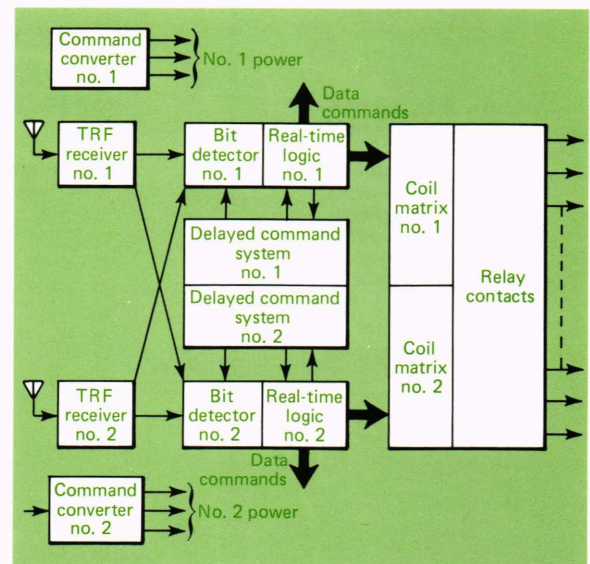 Command
converter
no. 1
No. 1 power
Data
commands
TRF
receiver
no. 1
Bit
detector
no. 1
Real-time
logic
no. 1
Coil
matrix
no. 1
Relay
contacts
Delayed command
system
no. 1
Delayed command
system
no. 2
Coil
matrix
no. 2
TRF
receiver
no. 2
Bit
detector
no. 2
Real-time
logic
no. 2
Data
commands
Command
converter
no. 2
No. 2 power